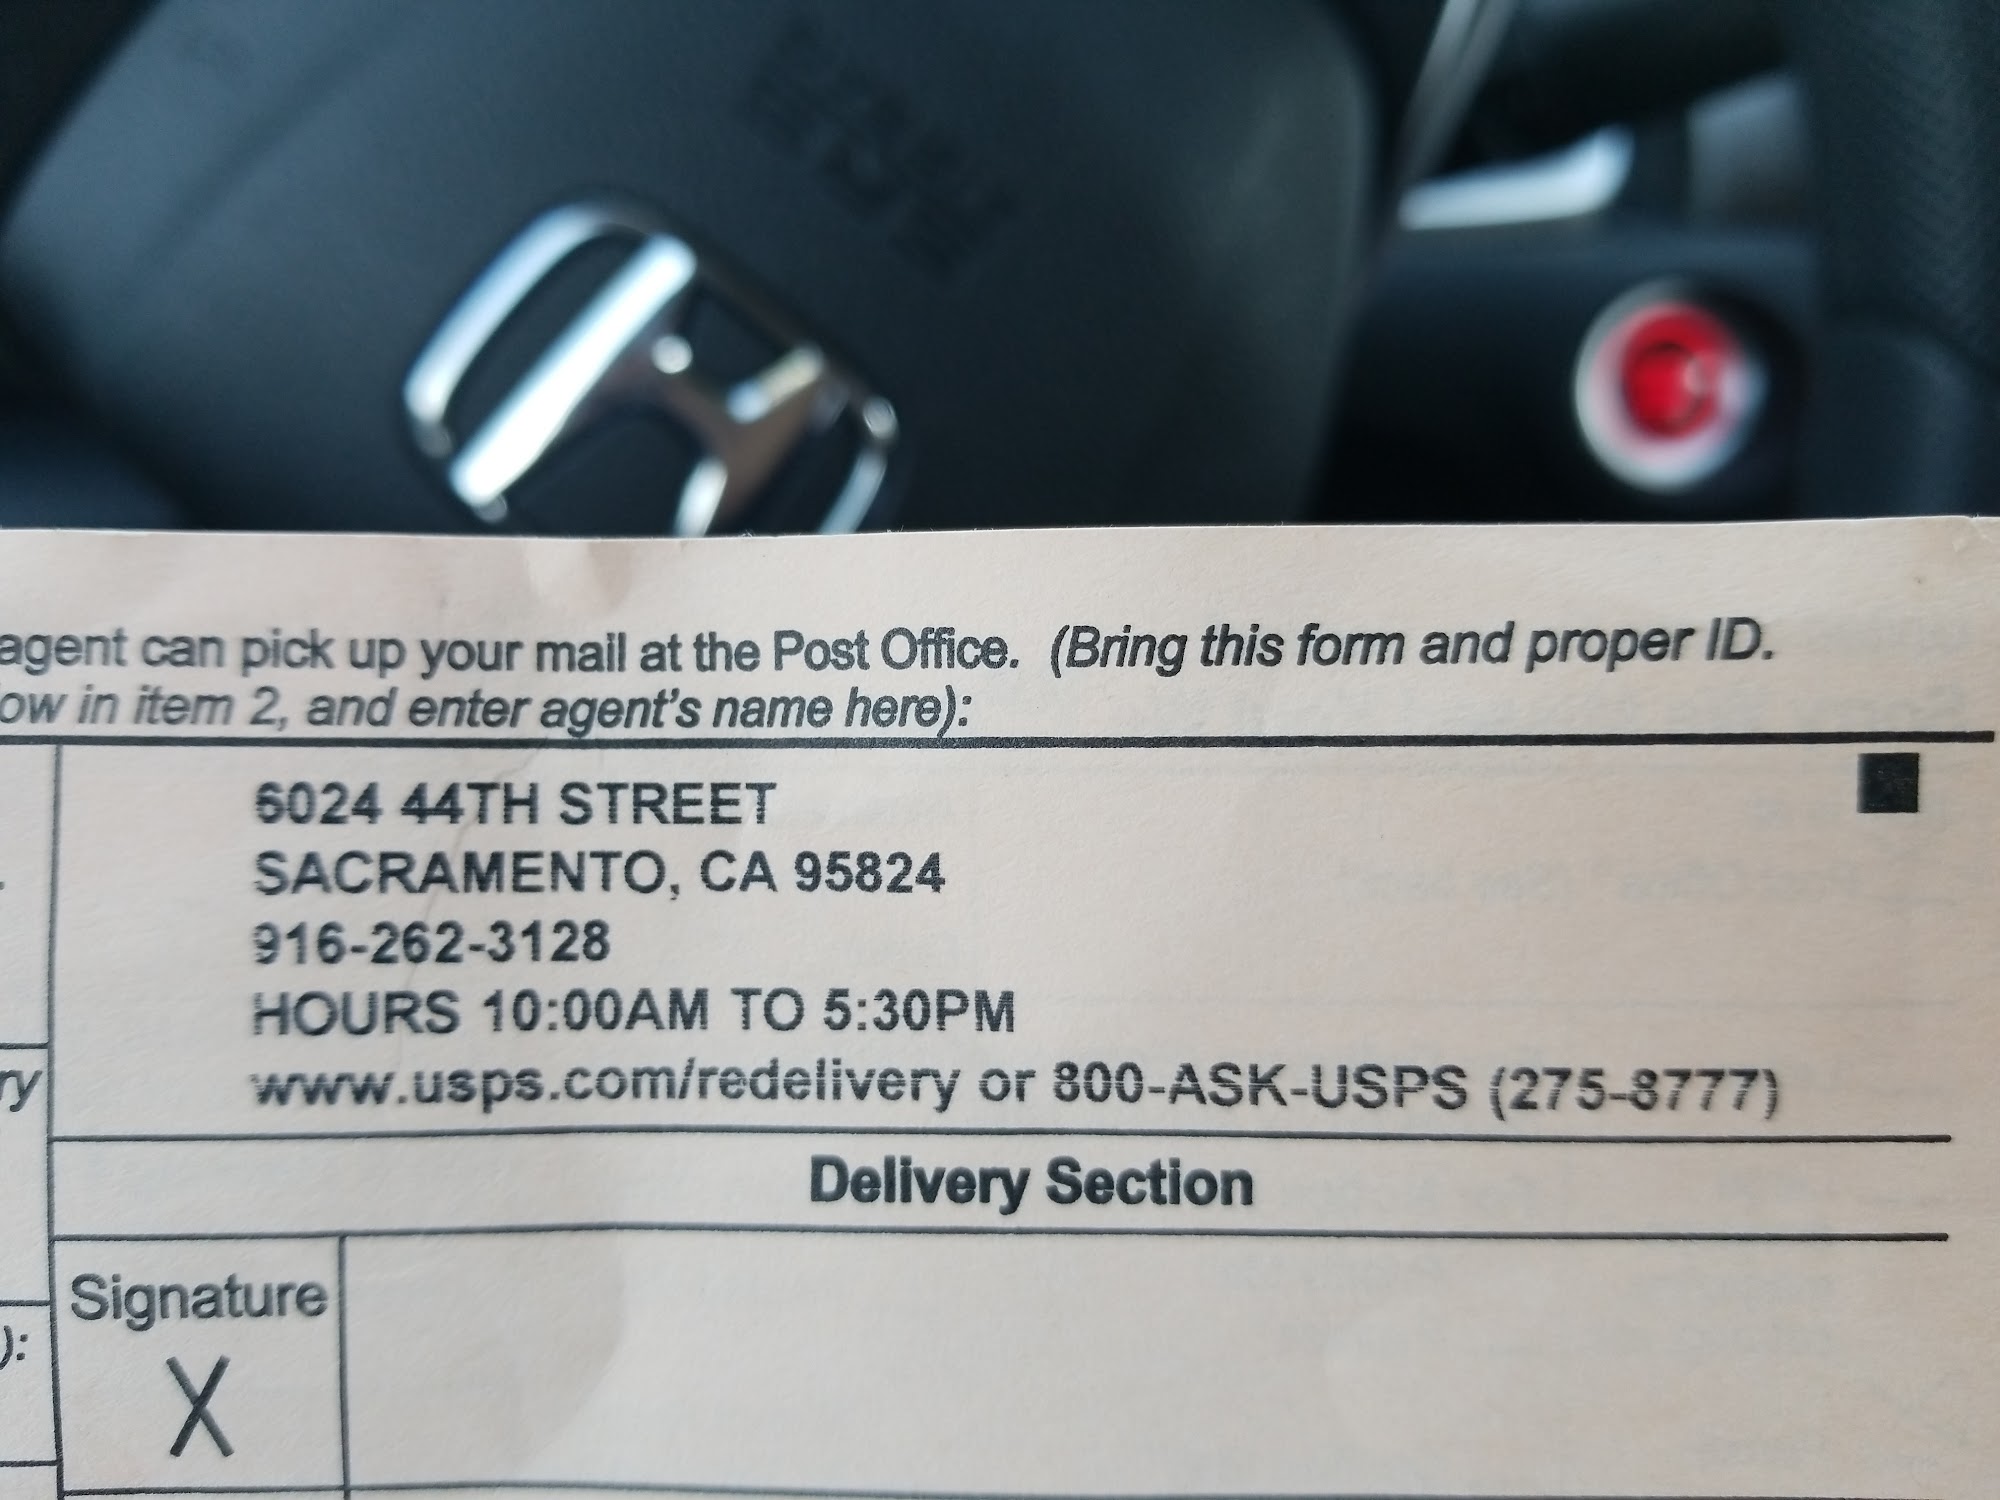 agent can pick up your mail at the Post Office. (Bring this form and proper ID.
ow in item 2, and enter agent's name here):
6024 44TH STREET
SACRAMENTO, CA 95824
916-262-3128
HOURS 10:00AM TO 5:30PM
ry
www.usps.com/redelivery or 800-ASK-USPS (275-8777)
Delivery Section
Signature
):
X